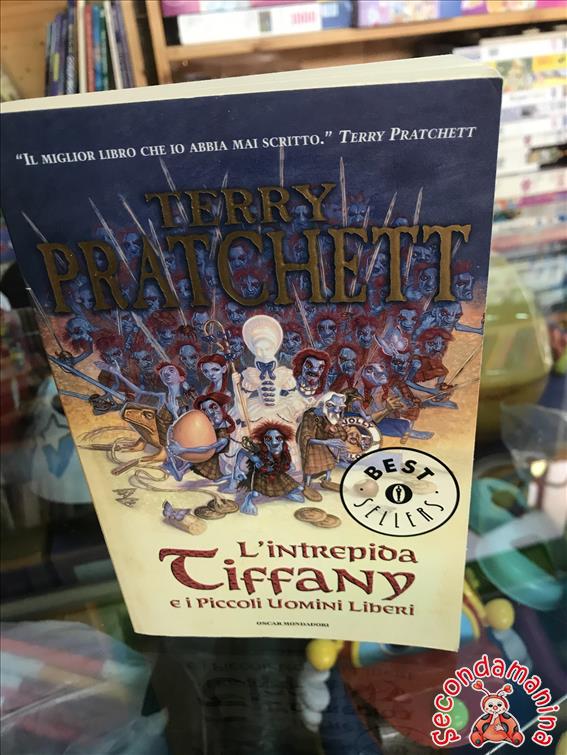 "IL MIGLIOR LIBRO CHE IO ABBIA MAI SCRITTO." TERRY PRATCHETT
TERRY
PRATCHETT
BEST
SELLERS
L'intrepida
Tiffany
e i Piccoli Uomini Liberi
OSCAR MONDADORI
Secondamanina